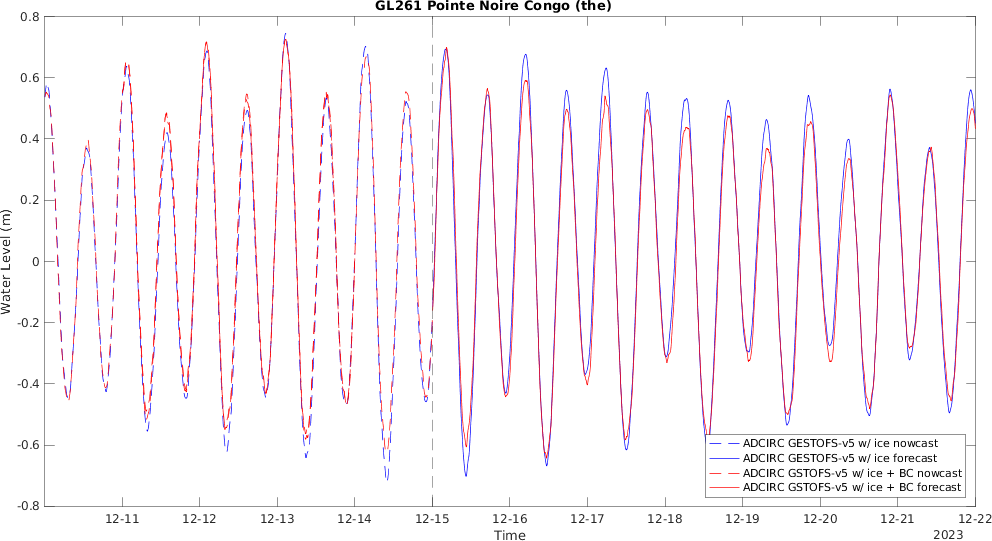 GL261 Pointe Noire Congo (the)
0.8
0.6
0.4
0.2
0
-0.2
-0.4
-0.6
-0.8
Water Level (m)
ADCIRC GESTOFS-v5 w/ ice nowcast
ADCIRC GESTOFS-v5 w/ ice forecast
ADCIRC GSTOFS-v5 w/ ice + BC nowcast
ADCIRC GSTOFS-v5 w/ ice + BC forecast
12-11 12-12 12-13 12-14 12-15 12-16 12-17 12-18 12-19 12-20 12-21 12-22
Time
2023